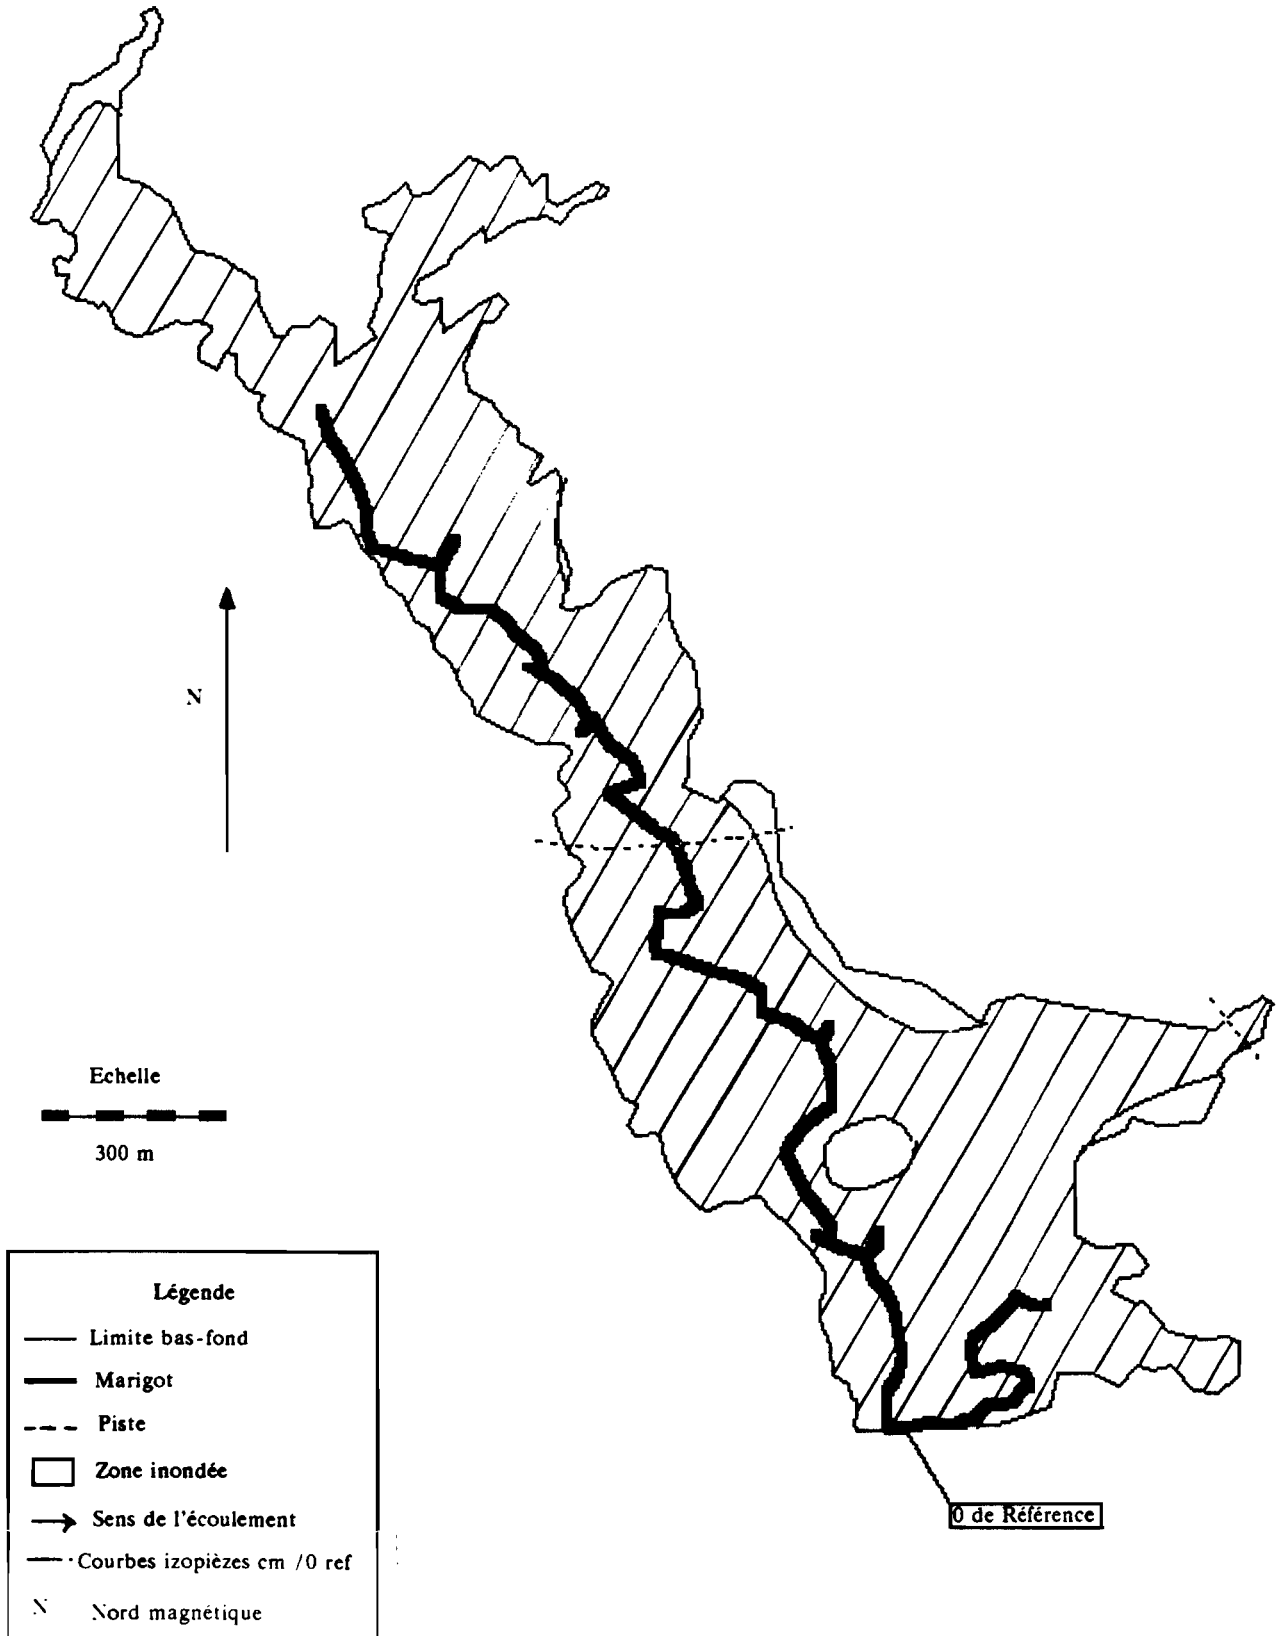 N
Echelle
300 m
Légende
Limite bas-fond
Marigot
Piste
Zone inondée
Sens de l'écoulement
Courbes izopièzes cm /0 ref
N Nord magnétique
0 de Référence